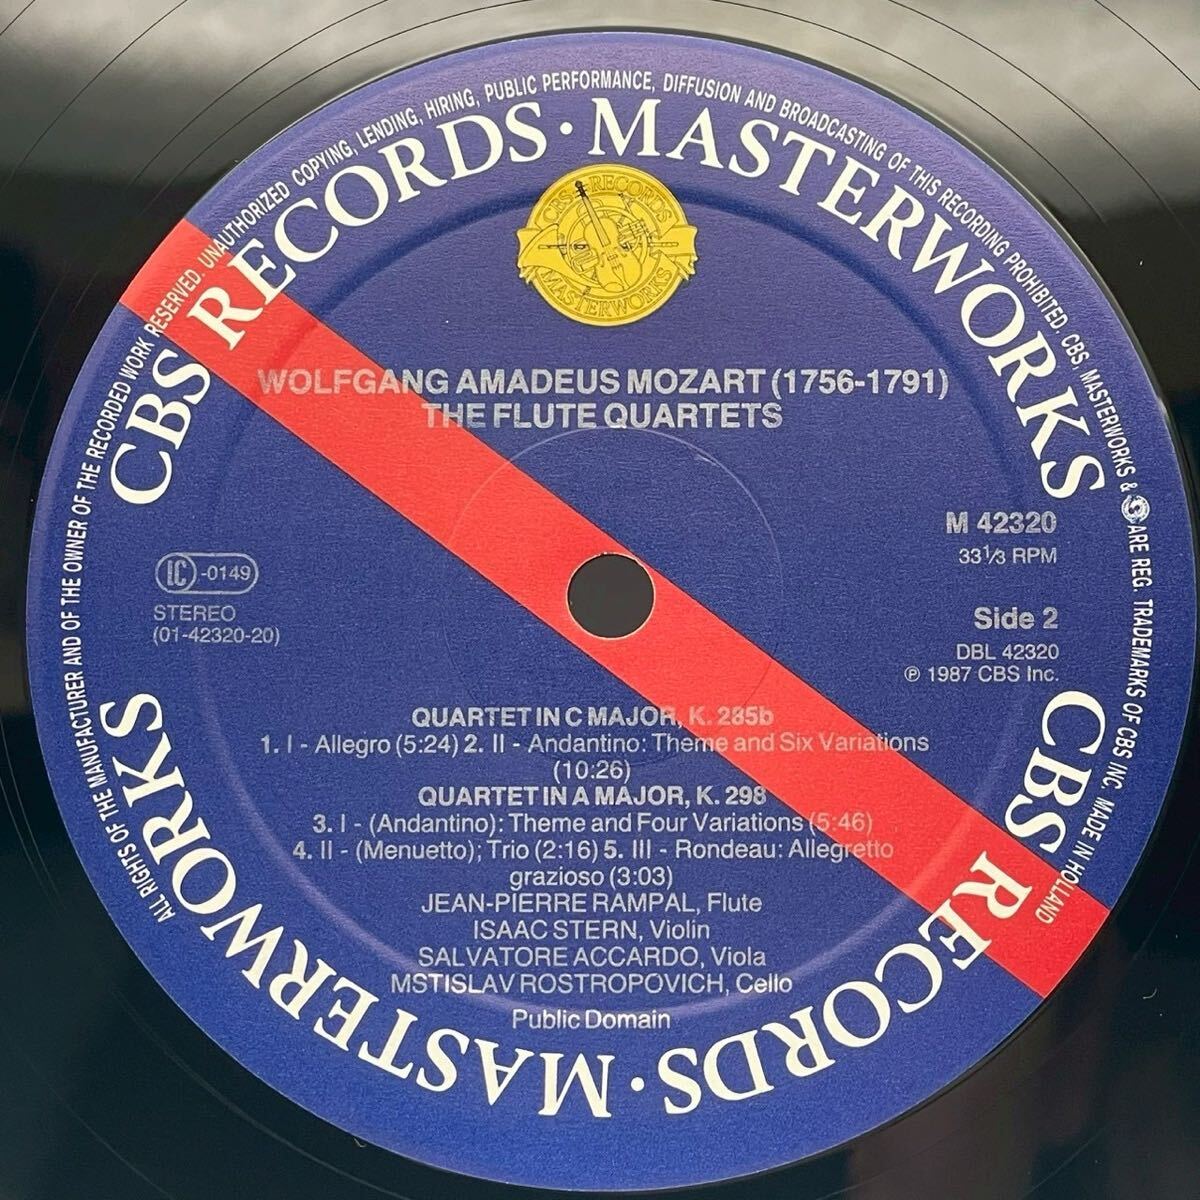 ALL RIGHTS OF THE MANUFACTURER AND OF THE OWNER OF THE RECORDED WORK RESERVED. UNAUTHORIZED COPYING, LENDING, HIRING, PUBLIC PERFORMANCE, DIFFUSION AND BROADCASTING OF THIS RECORDING PROHIBITED. CBS, MASTERWORKS & ARE REG. TRADEMARKS OF CBS INC. MADE IN HOLLAND
CBS RECORDS · MASTERWORKS
CBS RECORDS
MASTERWORKS
WOLFGANG AMADEUS MOZART (1756-1791)
THE FLUTE QUARTETS
M 42320
33 1/3 RPM
IC -0149
STEREO
(01-42320-20)
Side 2
DBL 42320
℗ 1987 CBS Inc.
QUARTET IN C MAJOR, K. 285b
1. I - Allegro (5:24) 2. II - Andantino: Theme and Six Variations
(10:26)
QUARTET IN A MAJOR, K. 298
3. I - (Andantino): Theme and Four Variations (5:46)
4. II - (Menuetto); Trio (2:16) 5. III - Rondeau: Allegretto
grazioso (3:03)
JEAN-PIERRE RAMPAL, Flute
ISAAC STERN, Violin
SALVATORE ACCARDO, Viola
MSTISLAV ROSTROPOVICH, Cello
Public Domain
CBS RECORDS · MASTERWORKS